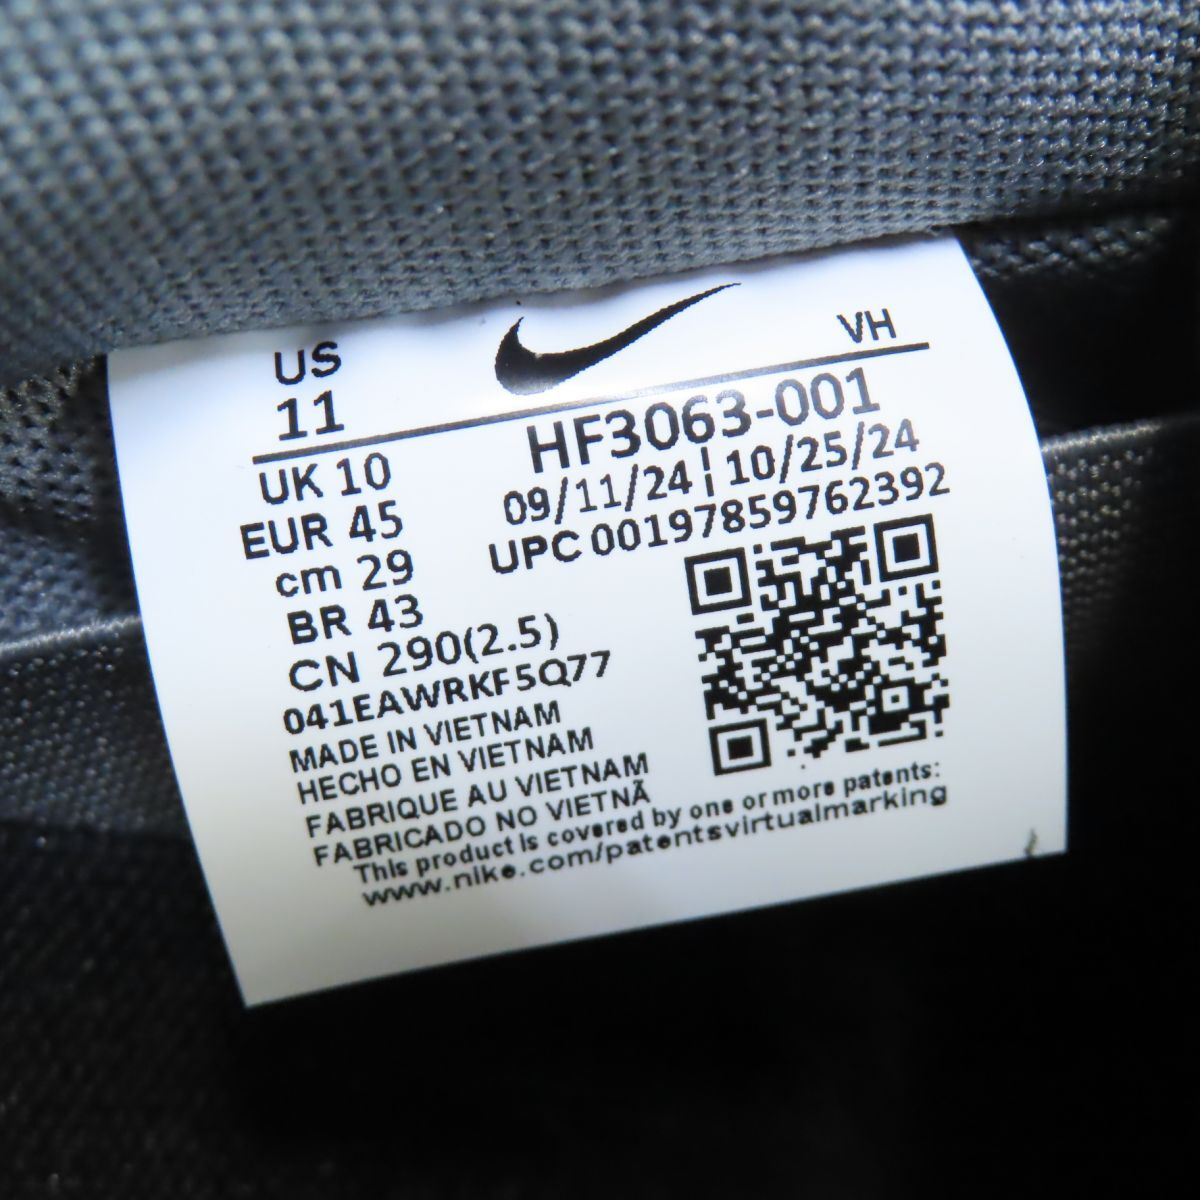 US
11
VH
UK 10
EUR 45
cm 29
BR 43
CN 290(2.5)
HF3063-001
09/11/24 | 10/25/24
UPC 00197859762392
041EAWRKF5Q77
MADE IN VIETNAM
HECHO EN VIETNAM
FABRIQUE AU VIETNAM
FABRICADO NO VIETNÃ
This product is covered by one or more patents:
www.nike.com/patentsvirtualmarking